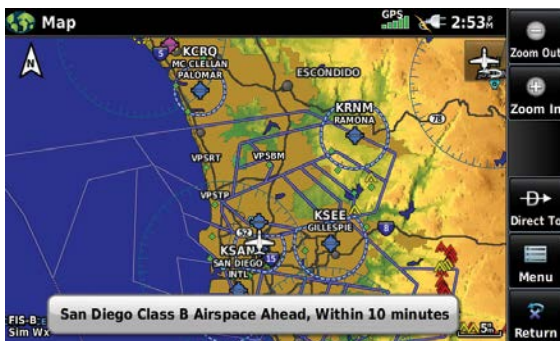 Map
GPS
2:53 PM
Zoom Out
Zoom In
Direct To
Menu
Return
5
KCRQ
MC CLELLAN
PALOMAR
ESCONDIDO
KRNM
RAMONA
78
VPSRT
VPSBM
VPSTP
KSEE
GILLESPIE
8
52
KSAN
SAN DIEGO
INTL
15
San Diego Class B Airspace Ahead, Within 10 minutes
FIS-B
Sim Wx
5